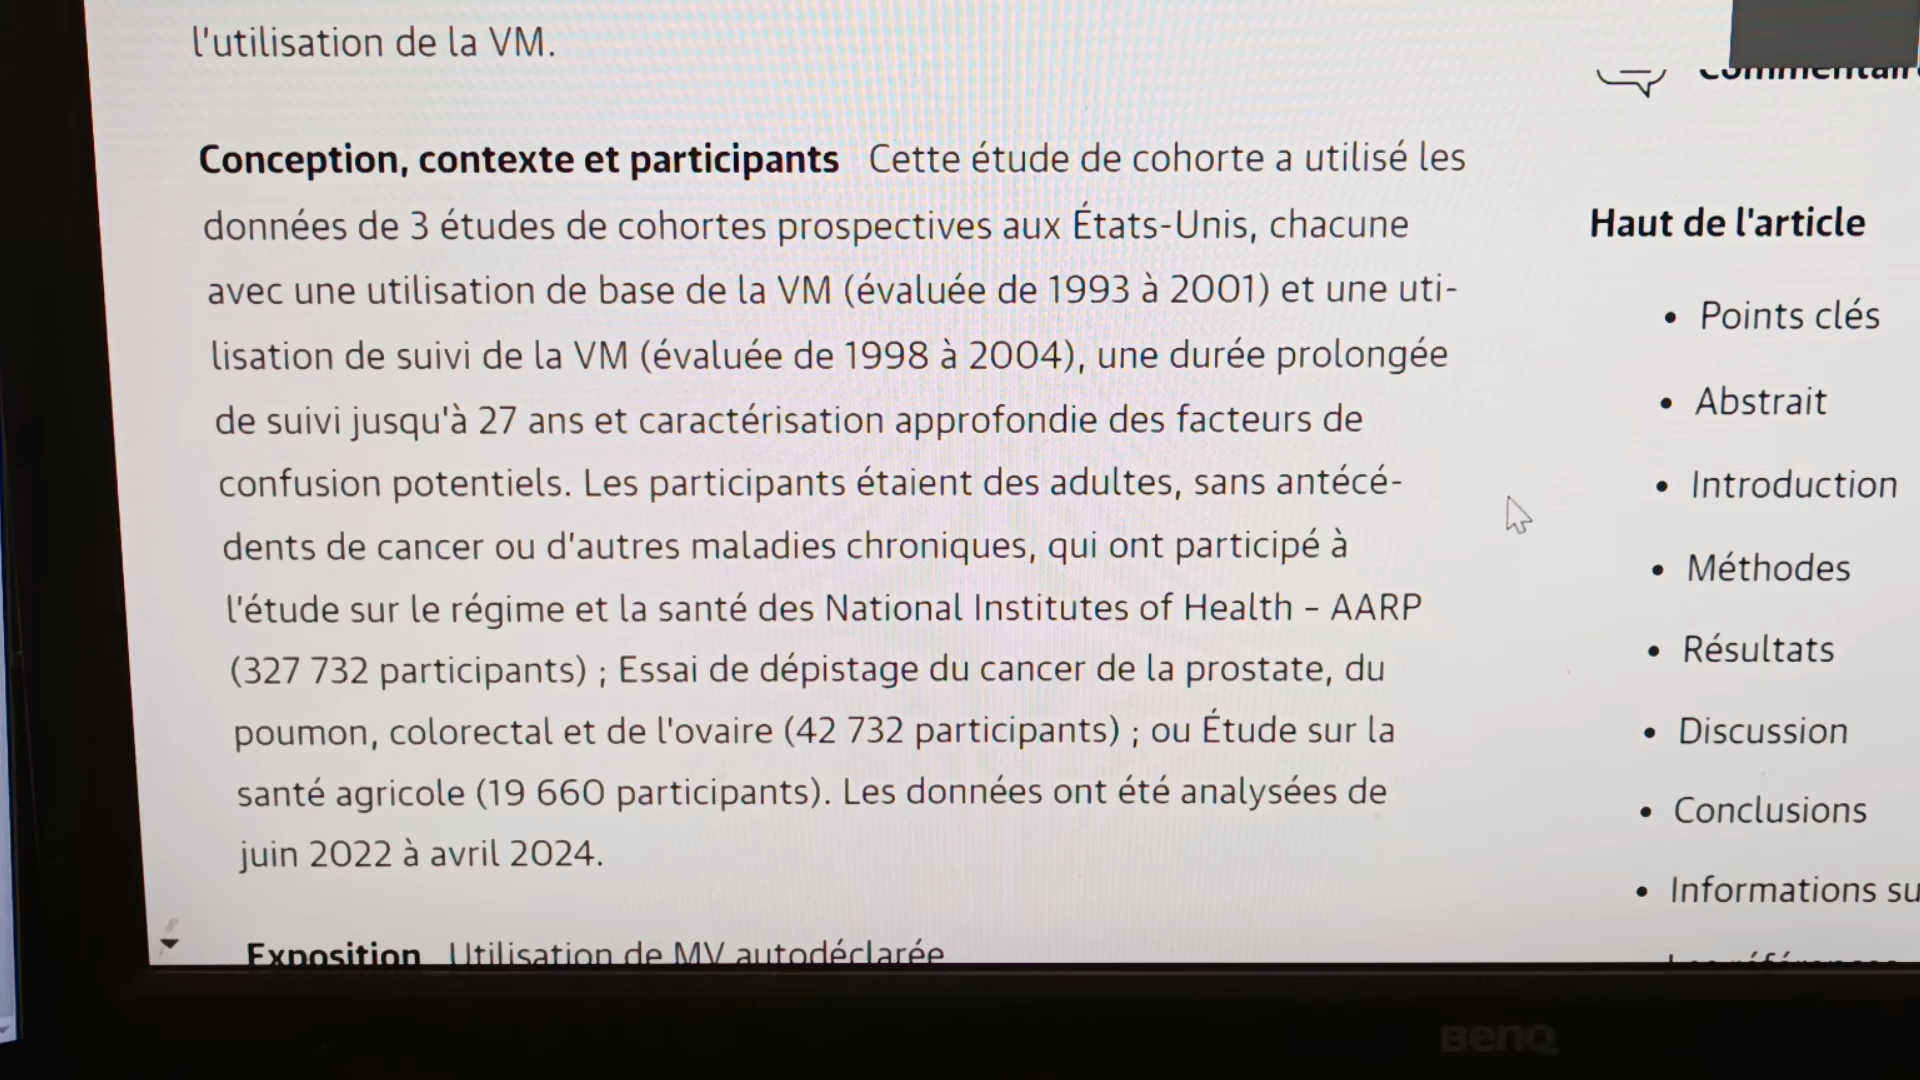 l'utilisation de la VM.
Conception, contexte et participants Cette étude de cohorte a utilisé les
données de 3 études de cohortes prospectives aux États-Unis, chacune
avec une utilisation de base de la VM (évaluée de 1993 à 2001) et une uti-
lisation de suivi de la VM (évaluée de 1998 à 2004), une durée prolongée
de suivi jusqu'à 27 ans et caractérisation approfondie des facteurs de
confusion potentiels. Les participants étaient des adultes, sans antécé-
dents de cancer ou d'autres maladies chroniques, qui ont participé à
l'étude sur le régime et la santé des National Institutes of Health – AARP
(327 732 participants) ; Essai de dépistage du cancer de la prostate, du
poumon, colorectal et de l'ovaire (42 732 participants) ; ou Étude sur la
santé agricole (19 660 participants). Les données ont été analysées de
juin 2022 à avril 2024.
Exposition Utilisation de MV autodéclarée
Haut de l'article
• Points clés
• Abstrait
• Introduction
• Méthodes
• Résultats
• Discussion
• Conclusions
• Informations su
BenQ